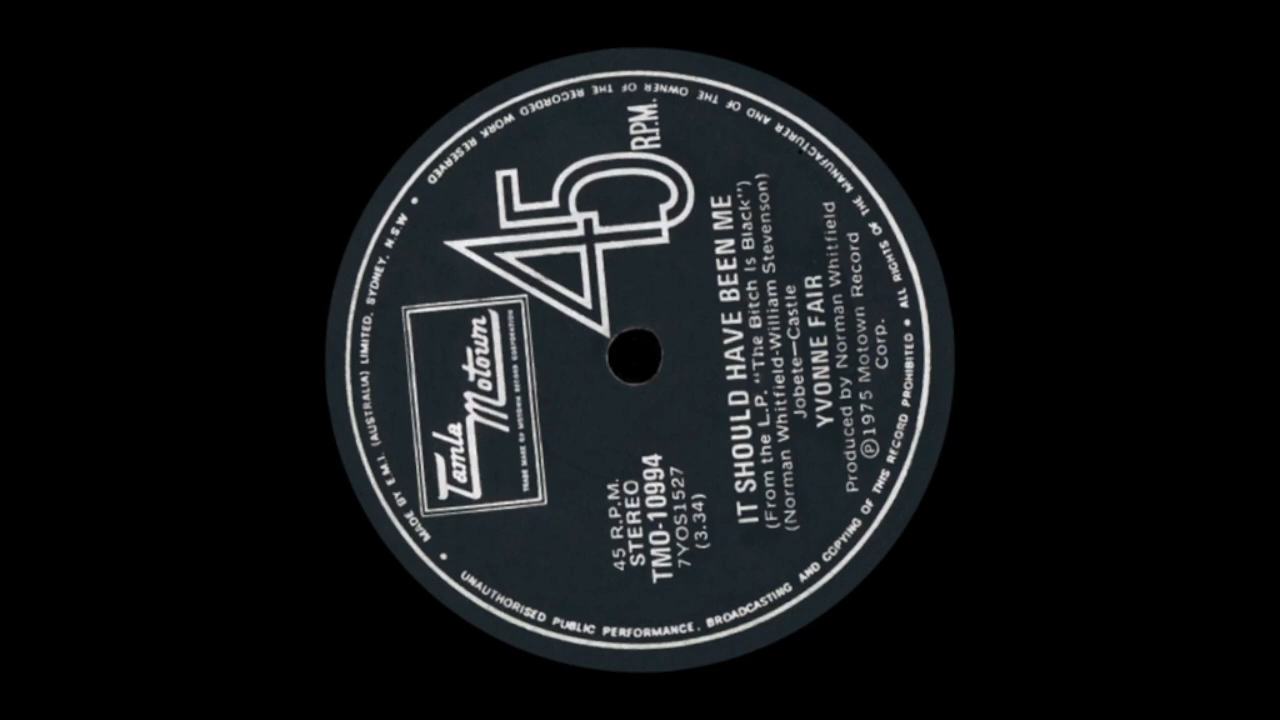 Tamla
Motown
TRADE MARK OF MOTOWN RECORD CORPORATION
45
R.P.M.
45 R.P.M.
STEREO
TMO-10994
7YOS1527
(3.34)
IT SHOULD HAVE BEEN ME
(From the L.P. "The Bitch Is Black")
(Norman Whitfield-William Stevenson)
Jobete—Castle
YVONNE FAIR
Produced by Norman Whitfield
Ⓟ1975 Motown Record
Corp.
MADE BY E.M.I. (AUSTRALIA) LIMITED. SYDNEY. N.S.W • ALL RIGHTS OF THE MANUFACTURER AND OF THE OWNER OF THE RECORDED WORK RESERVED • UNAUTHORISED PUBLIC PERFORMANCE. BROADCASTING AND COPYING OF THIS RECORD PROHIBITED •